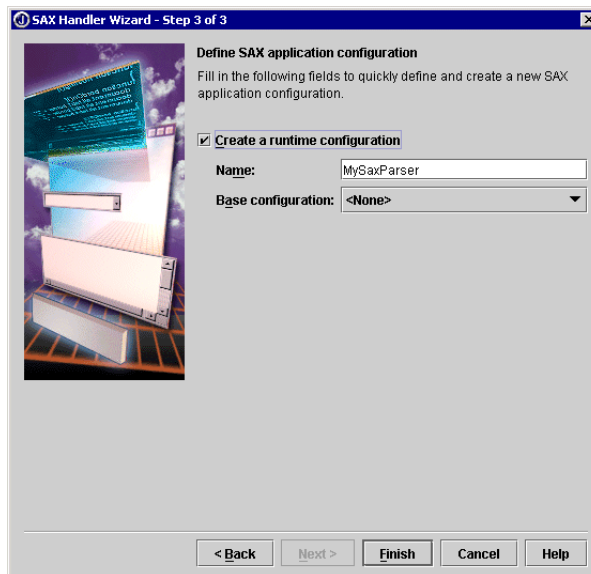 SAX Handler Wizard - Step 3 of 3
Define SAX application configuration
Fill in the following fields to quickly define and create a new SAX
application configuration.
Create a runtime configuration
Name: MySaxParser
Base configuration: <None>
< Back Next > Finish Cancel Help